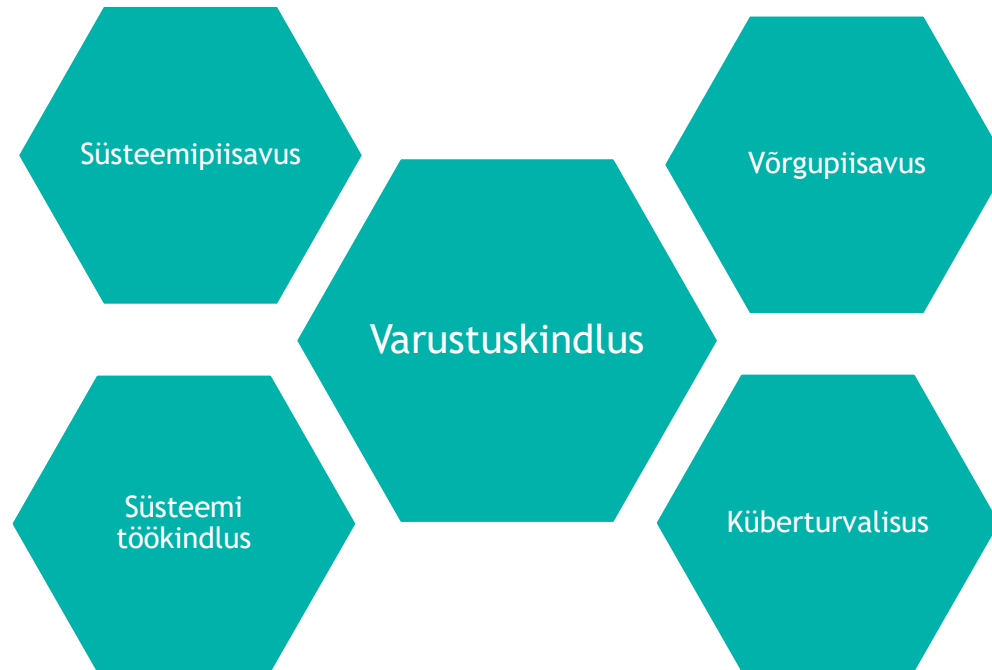 Süsteemipiisavus
Võrgupiisavus
Varustuskindlus
Süsteemi
töökindlus
Küberturvalisus